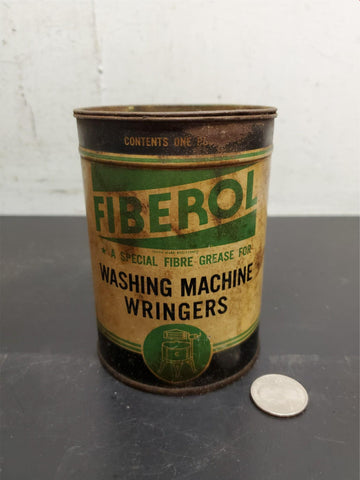 CONTENTS ONE
FIBEROL
A SPECIAL FIBRE GREASE FOR
WASHING MACHINE
WRINGERS